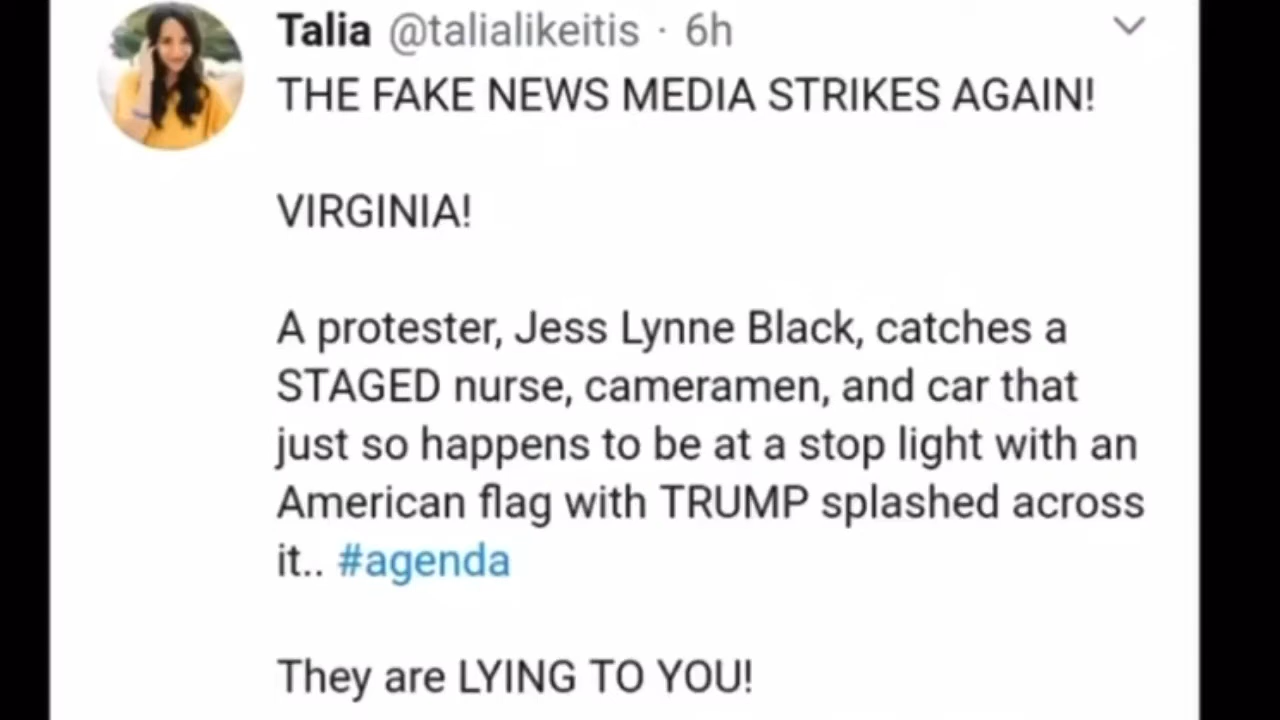 Talia @talialikeitis · 6h
THE FAKE NEWS MEDIA STRIKES AGAIN!
VIRGINIA!
A protester, Jess Lynne Black, catches a
STAGED nurse, cameramen, and car that
just so happens to be at a stop light with an
American flag with TRUMP splashed across
it.. #agenda
They are LYING TO YOU!